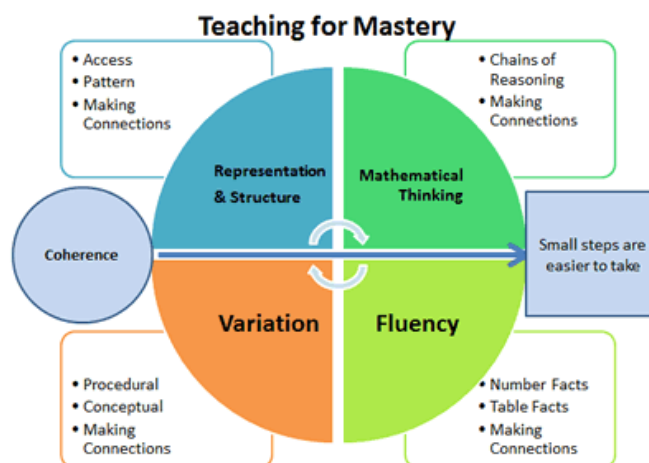 Teaching for Mastery
• Access
• Pattern
• Making
Connections
• Chains of
Reasoning
• Making
Connections
Representation
& Structure
Mathematical
Thinking
Coherence
Small steps are
easier to take
Variation
Fluency
• Procedural
• Conceptual
• Making
Connections
• Number Facts
• Table Facts
• Making
Connections